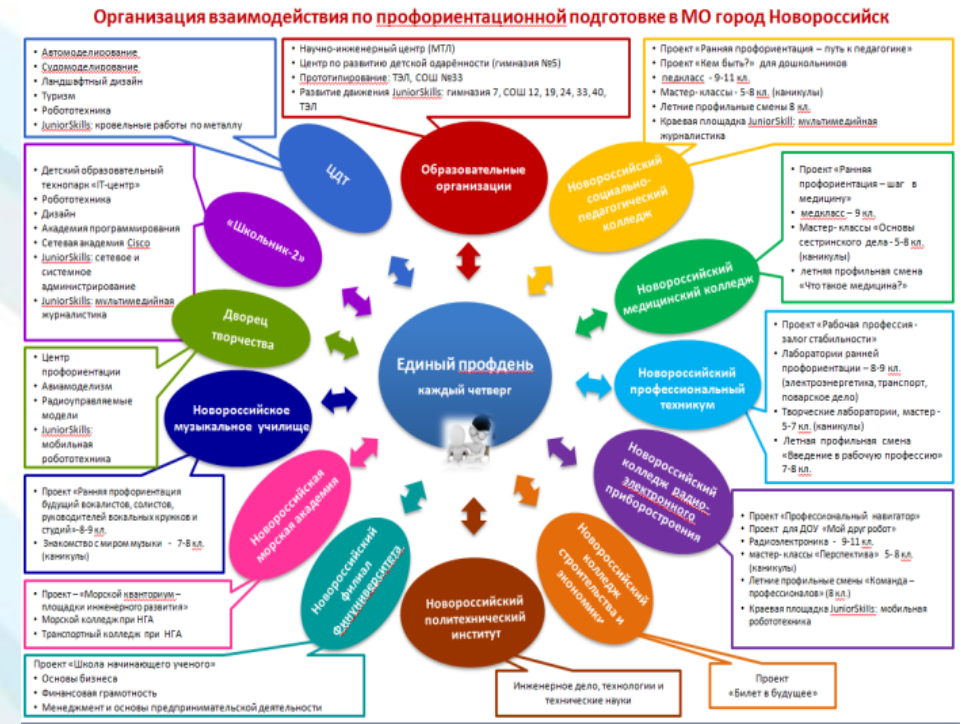 Организация взаимодействия по профориентационной подготовке в МО город Новороссийск
• Автомоделирование
• Судомоделирование
• Ландшафтный дизайн
• Туризм
• Робототехника
• JuniorSkills: кровельные работы по металлу
• Научно-инженерный центр (МТЛ)
• Центр по развитию детской одарённости (гимназия №5)
• Прототипирование: ТЭЛ, СОШ №33
• Развитие движения JuniorSkills: гимназия 7, СОШ 12, 19, 24, 33, 40,
ТЭЛ
• Проект «Ранняя профориентация – путь к педагогике»
• Проект «Кем быть?» для дошкольников
• педкласс - 9-11 кл.
• Мастер- классы - 5-8 кл. (каникулы)
• Летние профильные смены 8 кл.
• Краевая площадка JuniorSkill: мультимедийная
журналистика
ЦДТ
Образовательные
организации
Новороссийский
социально-
педагогический
колледж
• Детский образовательный
технопарк «IT-центр»
• Робототехника
• Дизайн
• Академия программирования
• Сетевая академия Cisco
• JuniorSkills: сетевое и
системное
администрирование
• JuniorSkills: мультимедийная
журналистика
«Школьник-2»
• Проект «Ранняя
профориентация – шаг в
медицину»
• медкласс – 9 кл.
• Мастер- классы «Основы
сестринского дела - 5-8 кл.
(каникулы)
• летняя профильная смена
«Что такое медицина?»
Новороссийский
медицинский колледж
Дворец
творчества
• Центр
профориентации
• Авиамоделизм
• Радиоуправляемые
модели
• JuniorSkills:
мобильная
робототехника
Единый профдень
каждый четверг
Новороссийский
профессиональный
техникум
• Проект «Рабочая профессия -
залог стабильности»
• Лаборатории ранней
профориентации – 8-9 кл.
(электроэнергетика, транспорт,
поварское дело)
• Творческие лаборатории, мастер -
5-7 кл. (каникулы)
• Летная профильная смена
«Введение в рабочую профессию»
7-8 кл.
Новороссийское
музыкальное училище
• Проект «Ранняя профориентация
будущий вокалистов, солистов,
руководителей вокальных кружков и
студий»-8-9 кл.
• Знакомство с миром музыки - 7-8 кл.
(каникулы)
Новороссийский
колледж радио-
электронного
приборостроения
• Проект «Профессиональный навигатор»
• Проект для ДОУ «Мой друг робот»
• Радиоэлектроника - 9-11 кл.
• мастер-классы «Перспектива» 5- 8 кл.
(каникулы)
• Летние профильные смены «Команда –
профессионалов» (8 кл.)
• Краевая площадка JuniorSkills: мобильная
робототехника
Новороссийская
морская академия
• Проект – «Морской кванториум –
площадки инженерного развития»
• Морской колледж при НГА
• Транспортный колледж при НГА
Новороссийский
филиал
Финуниверситета
Проект «Школа начинающего ученого»
• Основы бизнеса
• Финансовая грамотность
• Менеджмент и основы предпринимательской деятельности
Новороссийский
политехнический
институт
Инженерное дело, технологии и
технические науки
Новороссийский
колледж
строительства и
экономики
Проект
«Билет в будущее»